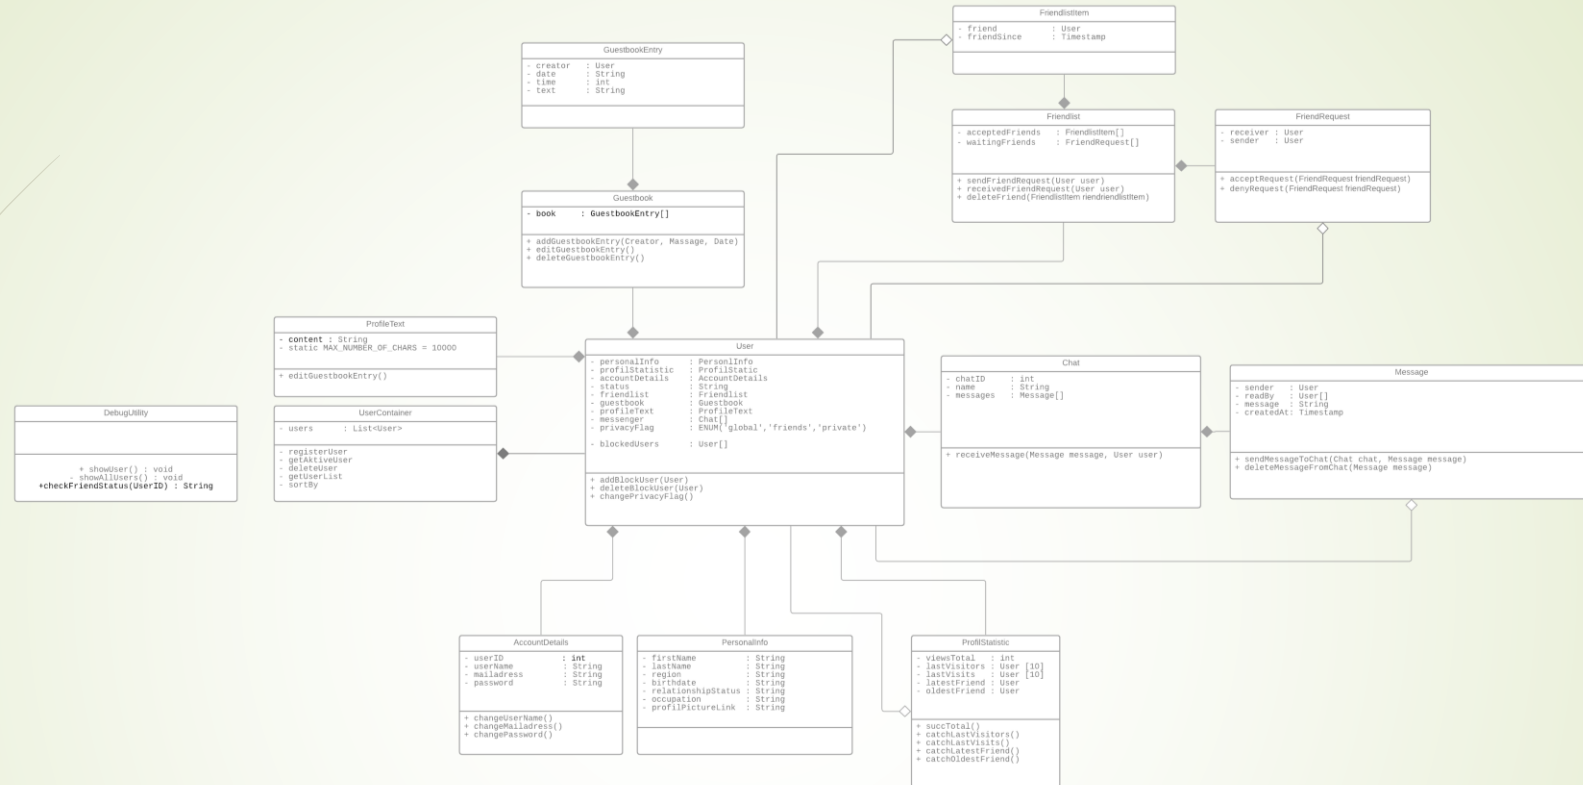 FriendlistItem
- friend : User
- friendSince : Timestamp
GuestbookEntry
- creator : User
- date : String
- time : int
- text : String
Friendlist
- acceptedFriends : FriendlistItem[]
- waitingFriends : FriendRequest[]
+ sendFriendRequest(User user)
+ receivedFriendRequest(User user)
+ deleteFriend(FriendlistItem riendriendlistItem)
FriendRequest
- receiver : User
- sender : User
+ acceptRequest(FriendRequest friendRequest)
+ denyRequest(FriendRequest friendRequest)
Guestbook
- book : GuestbookEntry[]
+ addGuestbookEntry(Creator, Massage, Date)
+ editGuestbookEntry()
+ deleteGuestbookEntry()
ProfileText
- content : String
- static MAX_NUMBER_OF_CHARS = 10000
+ editGuestbookEntry()
User
- personalInfo : PersonlInfo
- profilStatistic : ProfilStatic
- accountDetails : AccountDetails
- status : String
- friendlist : Friendlist
- guestbook : Guestbook
- profileText : ProfileText
- messenger : Chat[]
- privacyFlag : ENUM('global','friends','private')
- blockedUsers : User[]
+ addBlockUser(User)
+ deleteBlockUser(User)
+ changePrivacyFlag()
Chat
- chatID : int
- name : String
- messages : Message[]
+ receiveMessage(Message message, User user)
Message
- sender : User
- readBy : User[]
- message : String
- createdAt: Timestamp
+ sendMessageToChat(Chat chat, Message message)
+ deleteMessageFromChat(Message message)
DebugUtility
+ showUser() : void
- showAllUsers() : void
+checkFriendStatus(UserID) : String
UserContainer
- users : List<User>
- registerUser
- getAktiveUser
- deleteUser
- getUserList
- sortBy
AccountDetails
- userID : int
- userName : String
- mailadress : String
- password : String
+ changeUserName()
+ changeMailadress()
+ changePassword()
PersonalInfo
- firstName : String
- lastName : String
- region : String
- birthdate : String
- relationshipStatus : String
- occupation : String
- profilPictureLink : String
ProfilStatistic
- viewsTotal : int
- lastVisitors : User [10]
- lastVisits : User [10]
- latestFriend : User
oldestFriend : User
+ succTotal()
+ catchLastVisitors()
+ catchLastVisits()
+ catchLatestFriend()
+ catchOldestFriend()